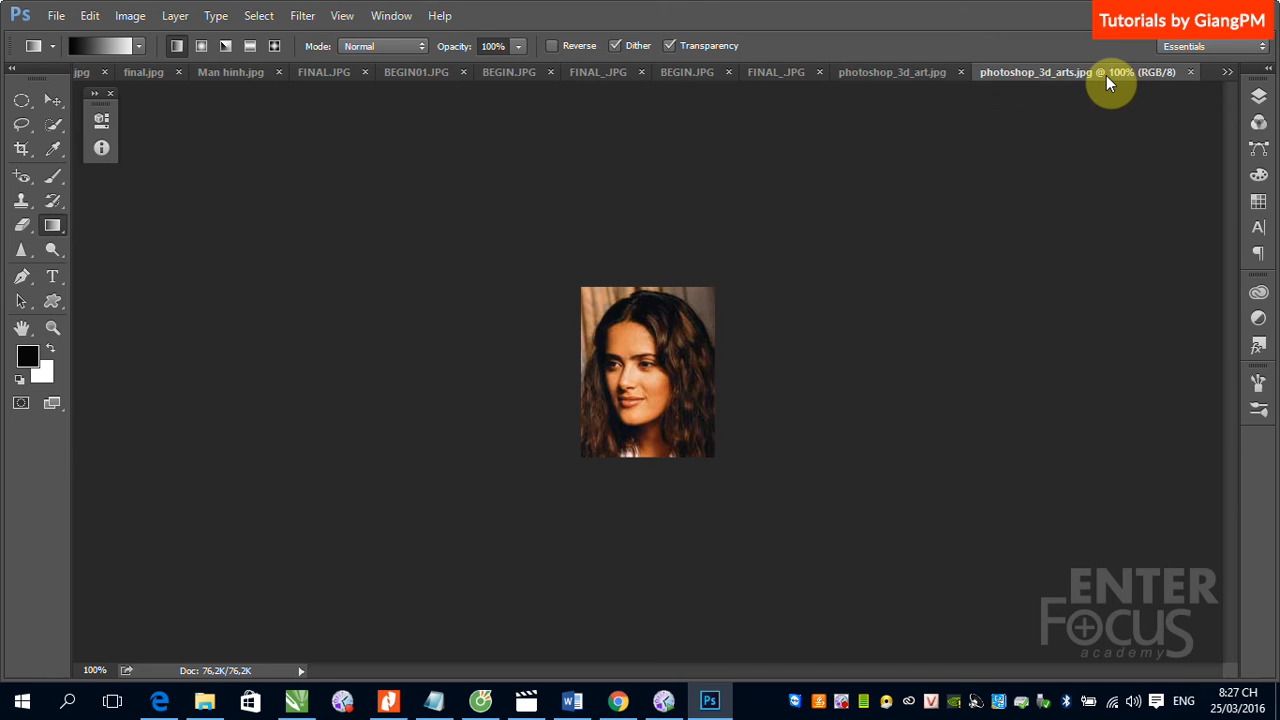 Ps File Edit Image Layer Type Select Filter View Window Help
Tutorials by GiangPM
Mode: Normal Opacity: 100% Reverse Dither Transparency Essentials
jpg × final.jpg × Man hinh.jpg × FINAL.JPG × BEGIN01.JPG × BEGIN.JPG × FINAL_.JPG × BEGIN.JPG × FINAL_.JPG × photoshop_3d_art.jpg × photoshop_3d_arts.jpg @ 100% (RGB/8) ×
ENTER
FOCUS
academy
100% Doc: 76,2K/76,2K
ENG
8:27 CH
25/03/2016